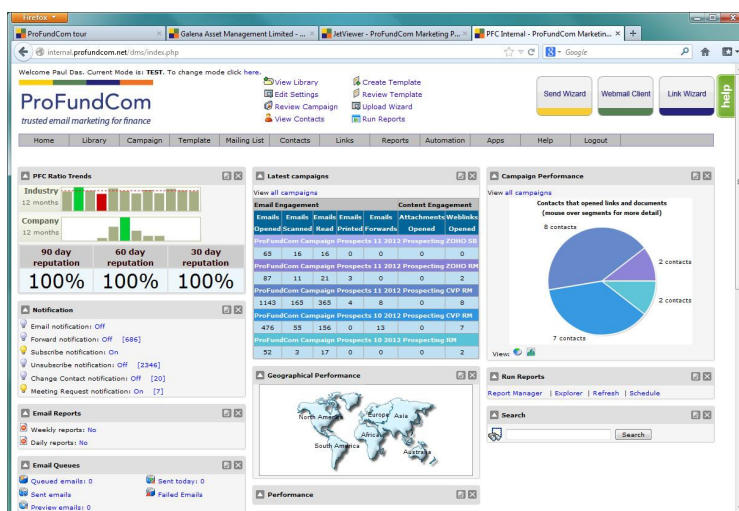 Firefox
ProFundCom tour
Galena Asset Management Limited - ...
JetViewer - ProFundCom Marketing P...
PFC Internal - ProFundCom Marketin...
internal.profundcom.net/dms/index.php
Google
Welcome Paul Das. Current Mode is: TEST. To change mode click here.
ProFundCom
trusted email marketing for finance
View Library
Edit Settings
Review Campaign
View Contacts
Create Template
Review Template
Upload Wizard
Run Reports
Send Wizard
Webmail Client
Link Wizard
help
Home Library Campaign Template Mailing List Contacts Links Reports Automation Apps Help Logout
PFC Ratio Trends
Industry
12 months
Company
12 months
90 day reputation 60 day reputation 30 day reputation
100% 100% 100%
Notification
Email notification: Off
Forward notification: Off [686]
Subscribe notification: On
Unsubscribe notification: Off [2346]
Change Contact notification: Off [20]
Meeting Request notification: On [7]
Email Reports
Weekly reports: No
Daily reports: No
Email Queues
Queued emails: 0 Sent today: 0
Sent emails Failed Emails
Preview emails: 0
Latest campaigns
View all campaigns
Email Engagement Content Engagement
Emails Emails Emails Emails Emails Attachments Weblinks
Opened Scanned Read Printed Forwards Opened Opened
ProFundCom Campaign Prospects 11 2012 Prospecting ZOHO SB
65 16 16 0 0 0 0
ProFundCom Campaign Prospects 11 2012 Prospecting ZOHO RM
87 11 21 3 0 0 2
ProFundCom Campaign Prospects 11 2012 Prospecting CVP RM
1143 165 365 4 8 0 8
ProFundCom Campaign Prospects 10 2012 Prospecting CVP RM
476 55 156 0 13 0 7
ProFundCom Campaign Prospects 10 2012 Prospecting RM
52 3 17 0 0 0 2
Geographical Performance
North America
Europe
Asia
Africa
South America
Australia
Performance
Campaign Performance
View all campaigns
Contacts that opened links and documents
(mouse over segments for more detail)
8 contacts
2 contacts
2 contacts
7 contacts
View:
Run Reports
Report Manager | Explorer | Refresh | Schedule
Search
Search